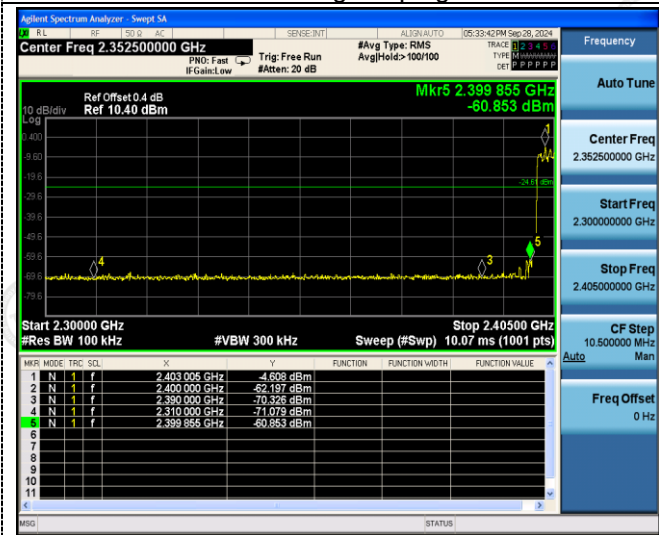 Agilent Spectrum Analyzer - Swept SA
RL RF 50 Ω AC SENSE:INT ALIGNAUTO 05:33:42PM Sep 28, 2024
Center Freq 2.352500000 GHz
PNO: Fast
IFGain:Low
Trig: Free Run
#Atten: 20 dB
#Avg Type: RMS
Avg|Hold:> 100/100
TRACE 1 2 3 4 5 6
TYPE M
DET P P P P P P
Ref Offset 0.4 dB
Ref 10.40 dBm
10 dB/div
Log
Mkr5 2.399 855 GHz
-60.853 dBm
0.400
-9.60
-19.6
-29.6
-39.6
-49.6
-59.6
-69.6
-79.6
-24.61 dBm
1
5
3
4
Start 2.30000 GHz
Stop 2.40500 GHz
#Res BW 100 kHz #VBW 300 kHz Sweep (#Swp) 10.07 ms (1001 pts)
MKR MODE TRC SCL X Y FUNCTION FUNCTION WIDTH FUNCTION VALUE
1 N 1 f 2.403 005 GHz -4.608 dBm
2 N 1 f 2.400 000 GHz -62.197 dBm
3 N 1 f 2.390 000 GHz -70.326 dBm
4 N 1 f 2.310 000 GHz -71.079 dBm
5 N 1 f 2.399 855 GHz -60.853 dBm
6
7
8
9
10
11
MSG STATUS
Frequency
Auto Tune
Center Freq
2.352500000 GHz
Start Freq
2.300000000 GHz
Stop Freq
2.405000000 GHz
CF Step
10.500000 MHz
Auto Man
Freq Offset
0 Hz